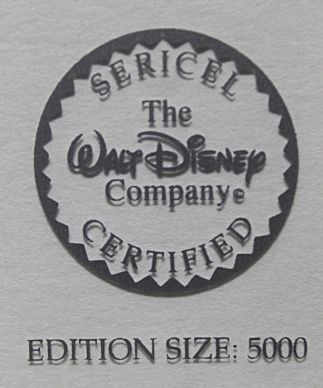 SERICEL
The
WALT DISNEY
Company©
CERTIFIED
EDITION SIZE: 5000